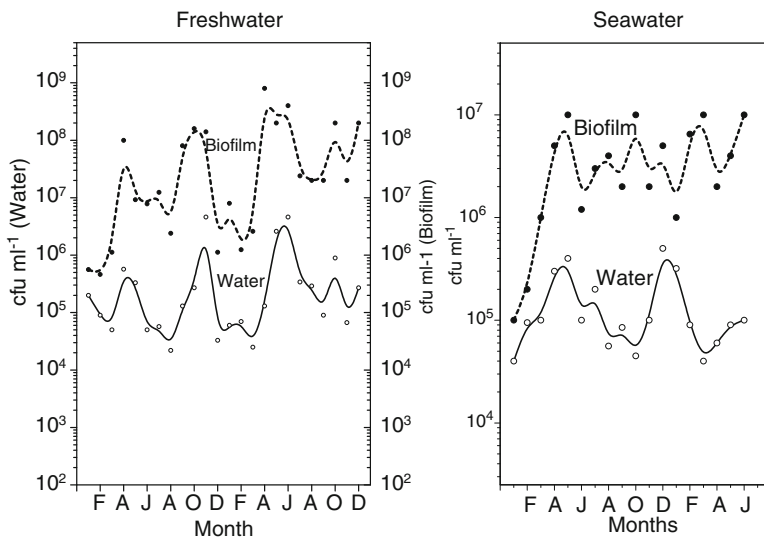 Freshwater
Seawater
cfu ml⁻¹ (Water)
10⁹
10⁸
10⁷
10⁶
10⁵
10⁴
10³
10²
Biofilm
Water
10⁹
10⁸
10⁷
10⁶
10⁵
10⁴
10³
10²
cfu ml-1 (Biofilm)
F A J A O D F A J A O D
Month
cfu ml⁻¹
10⁷
10⁶
10⁵
10⁴
Biofilm
Water
F A J A O D F A J
Months